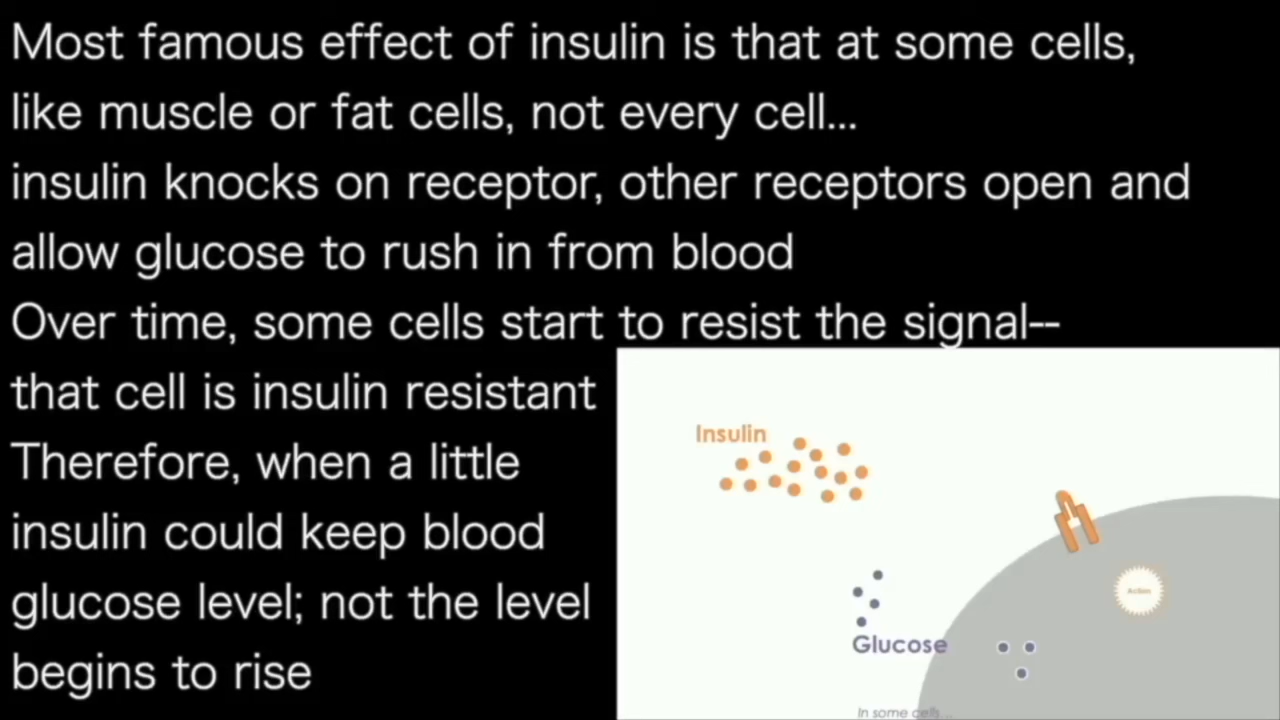 Most famous effect of insulin is that at some cells,
like muscle or fat cells, not every cell...
insulin knocks on receptor, other receptors open and
allow glucose to rush in from blood
Over time, some cells start to resist the signal--
that cell is insulin resistant
Therefore, when a little
insulin could keep blood
glucose level; not the level
begins to rise
Insulin
Action
Glucose
In some cells...